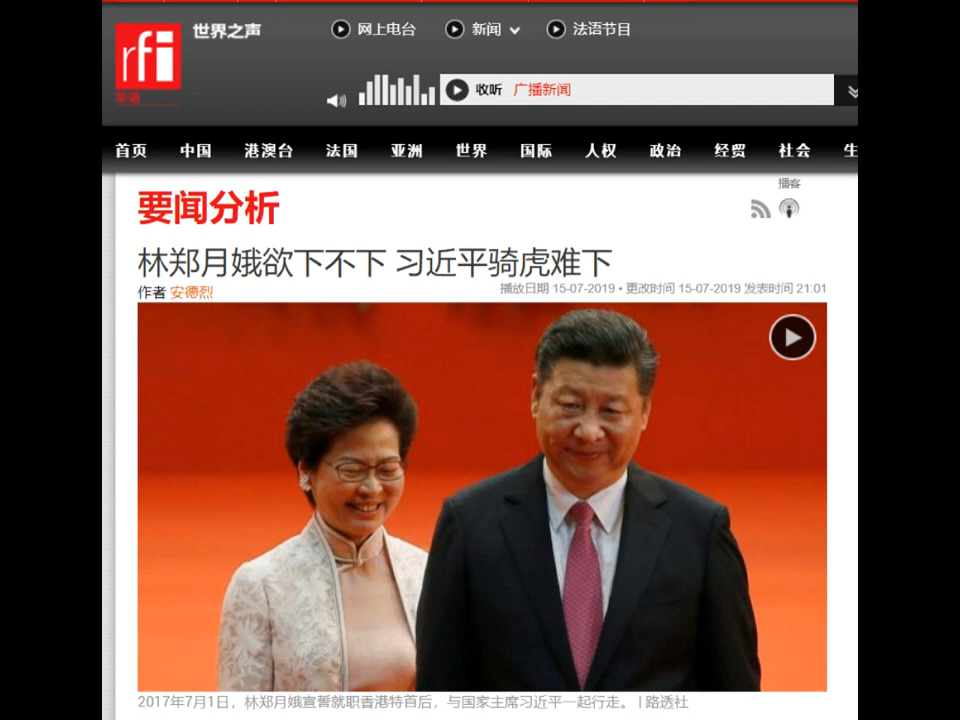 rfi 世界之声
华语
网上电台 新闻 法语节目
收听 广播新闻
首页 中国 港澳台 法国 亚洲 世界 国际 人权 政治 经贸 社会 生
播客
要闻分析
林郑月娥欲下不下 习近平骑虎难下
作者 安德烈
播放日期 15-07-2019 • 更改时间 15-07-2019 发表时间 21:01
2017年7月1日，林郑月娥宣誓就职香港特首后，与国家主席习近平一起行走。 | 路透社